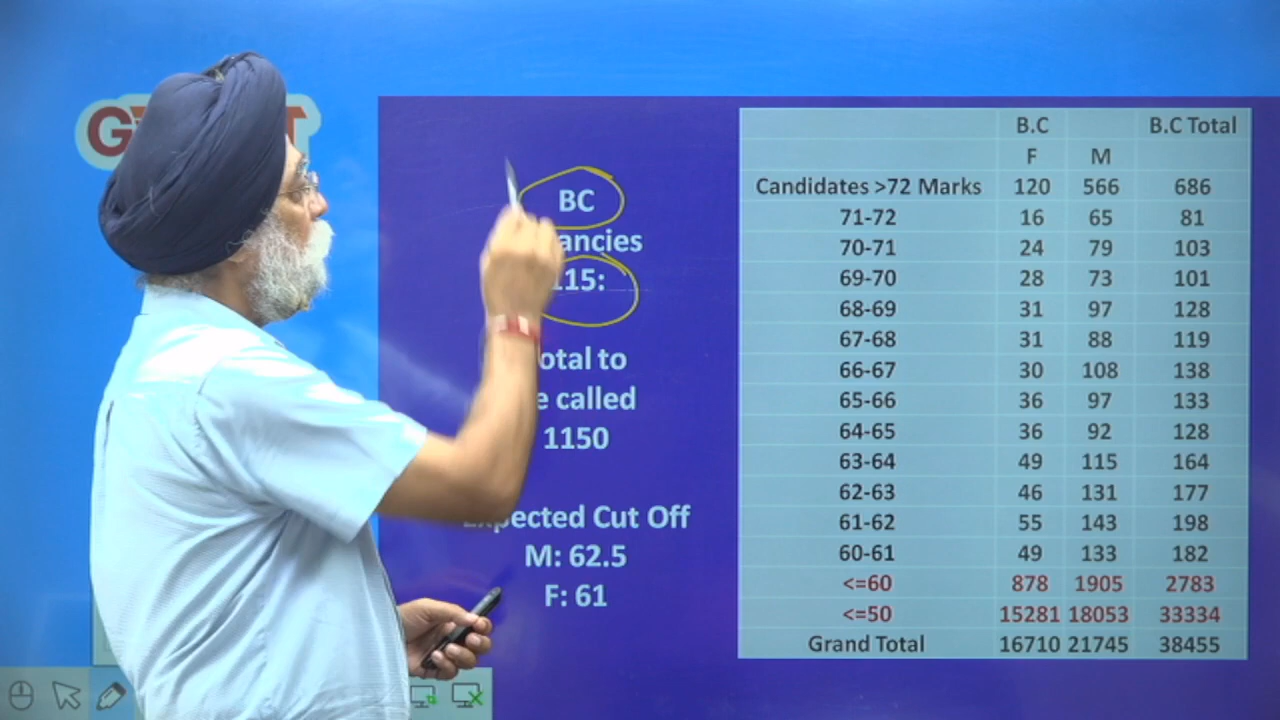 BC
115:
1150
M: 62.5
F: 61
Cut Off
called
to
B.C B.C Total
F M
Candidates >72 Marks 120 566 686
71-72 16 65 81
70-71 24 79 103
69-70 28 73 101
68-69 31 97 128
67-68 31 88 119
66-67 30 108 138
65-66 36 97 133
64-65 36 92 128
63-64 49 115 164
62-63 46 131 177
61-62 55 143 198
60-61 49 133 182
<=60 878 1905 2783
<=50 15281 18053 33334
Grand Total 16710 21745 38455